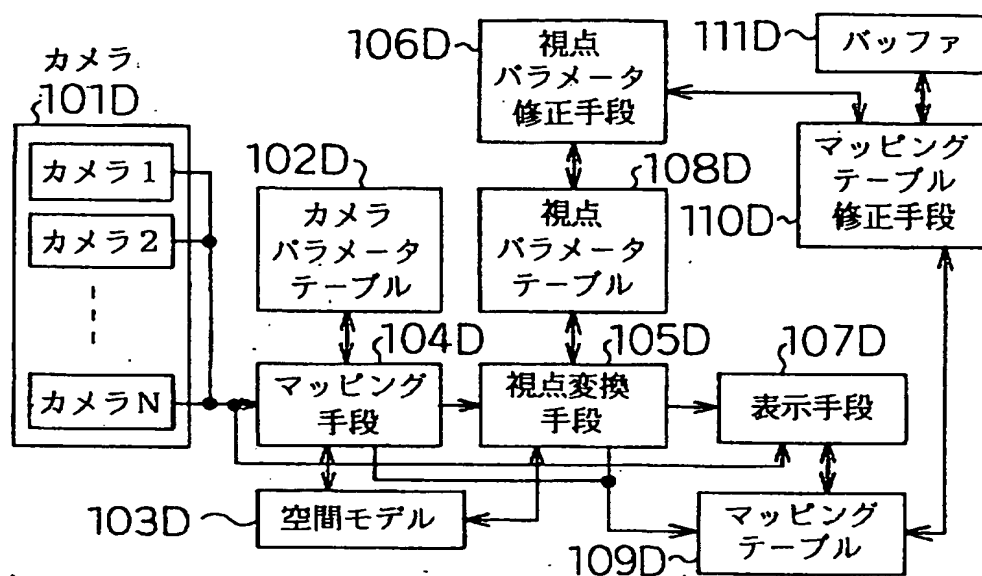 カメラ
101D
カメラ1
カメラ2
カメラN
102D
カメラ
パラメータ
テーブル
104D
マッピング
手段
103D
空間モデル
106D
視点
パラメータ
修正手段
108D
視点
パラメータ
テーブル
105D
視点変換
手段
107D
表示手段
109D
マッピング
テーブル
111D
バッファ
110D
マッピング
テーブル
修正手段